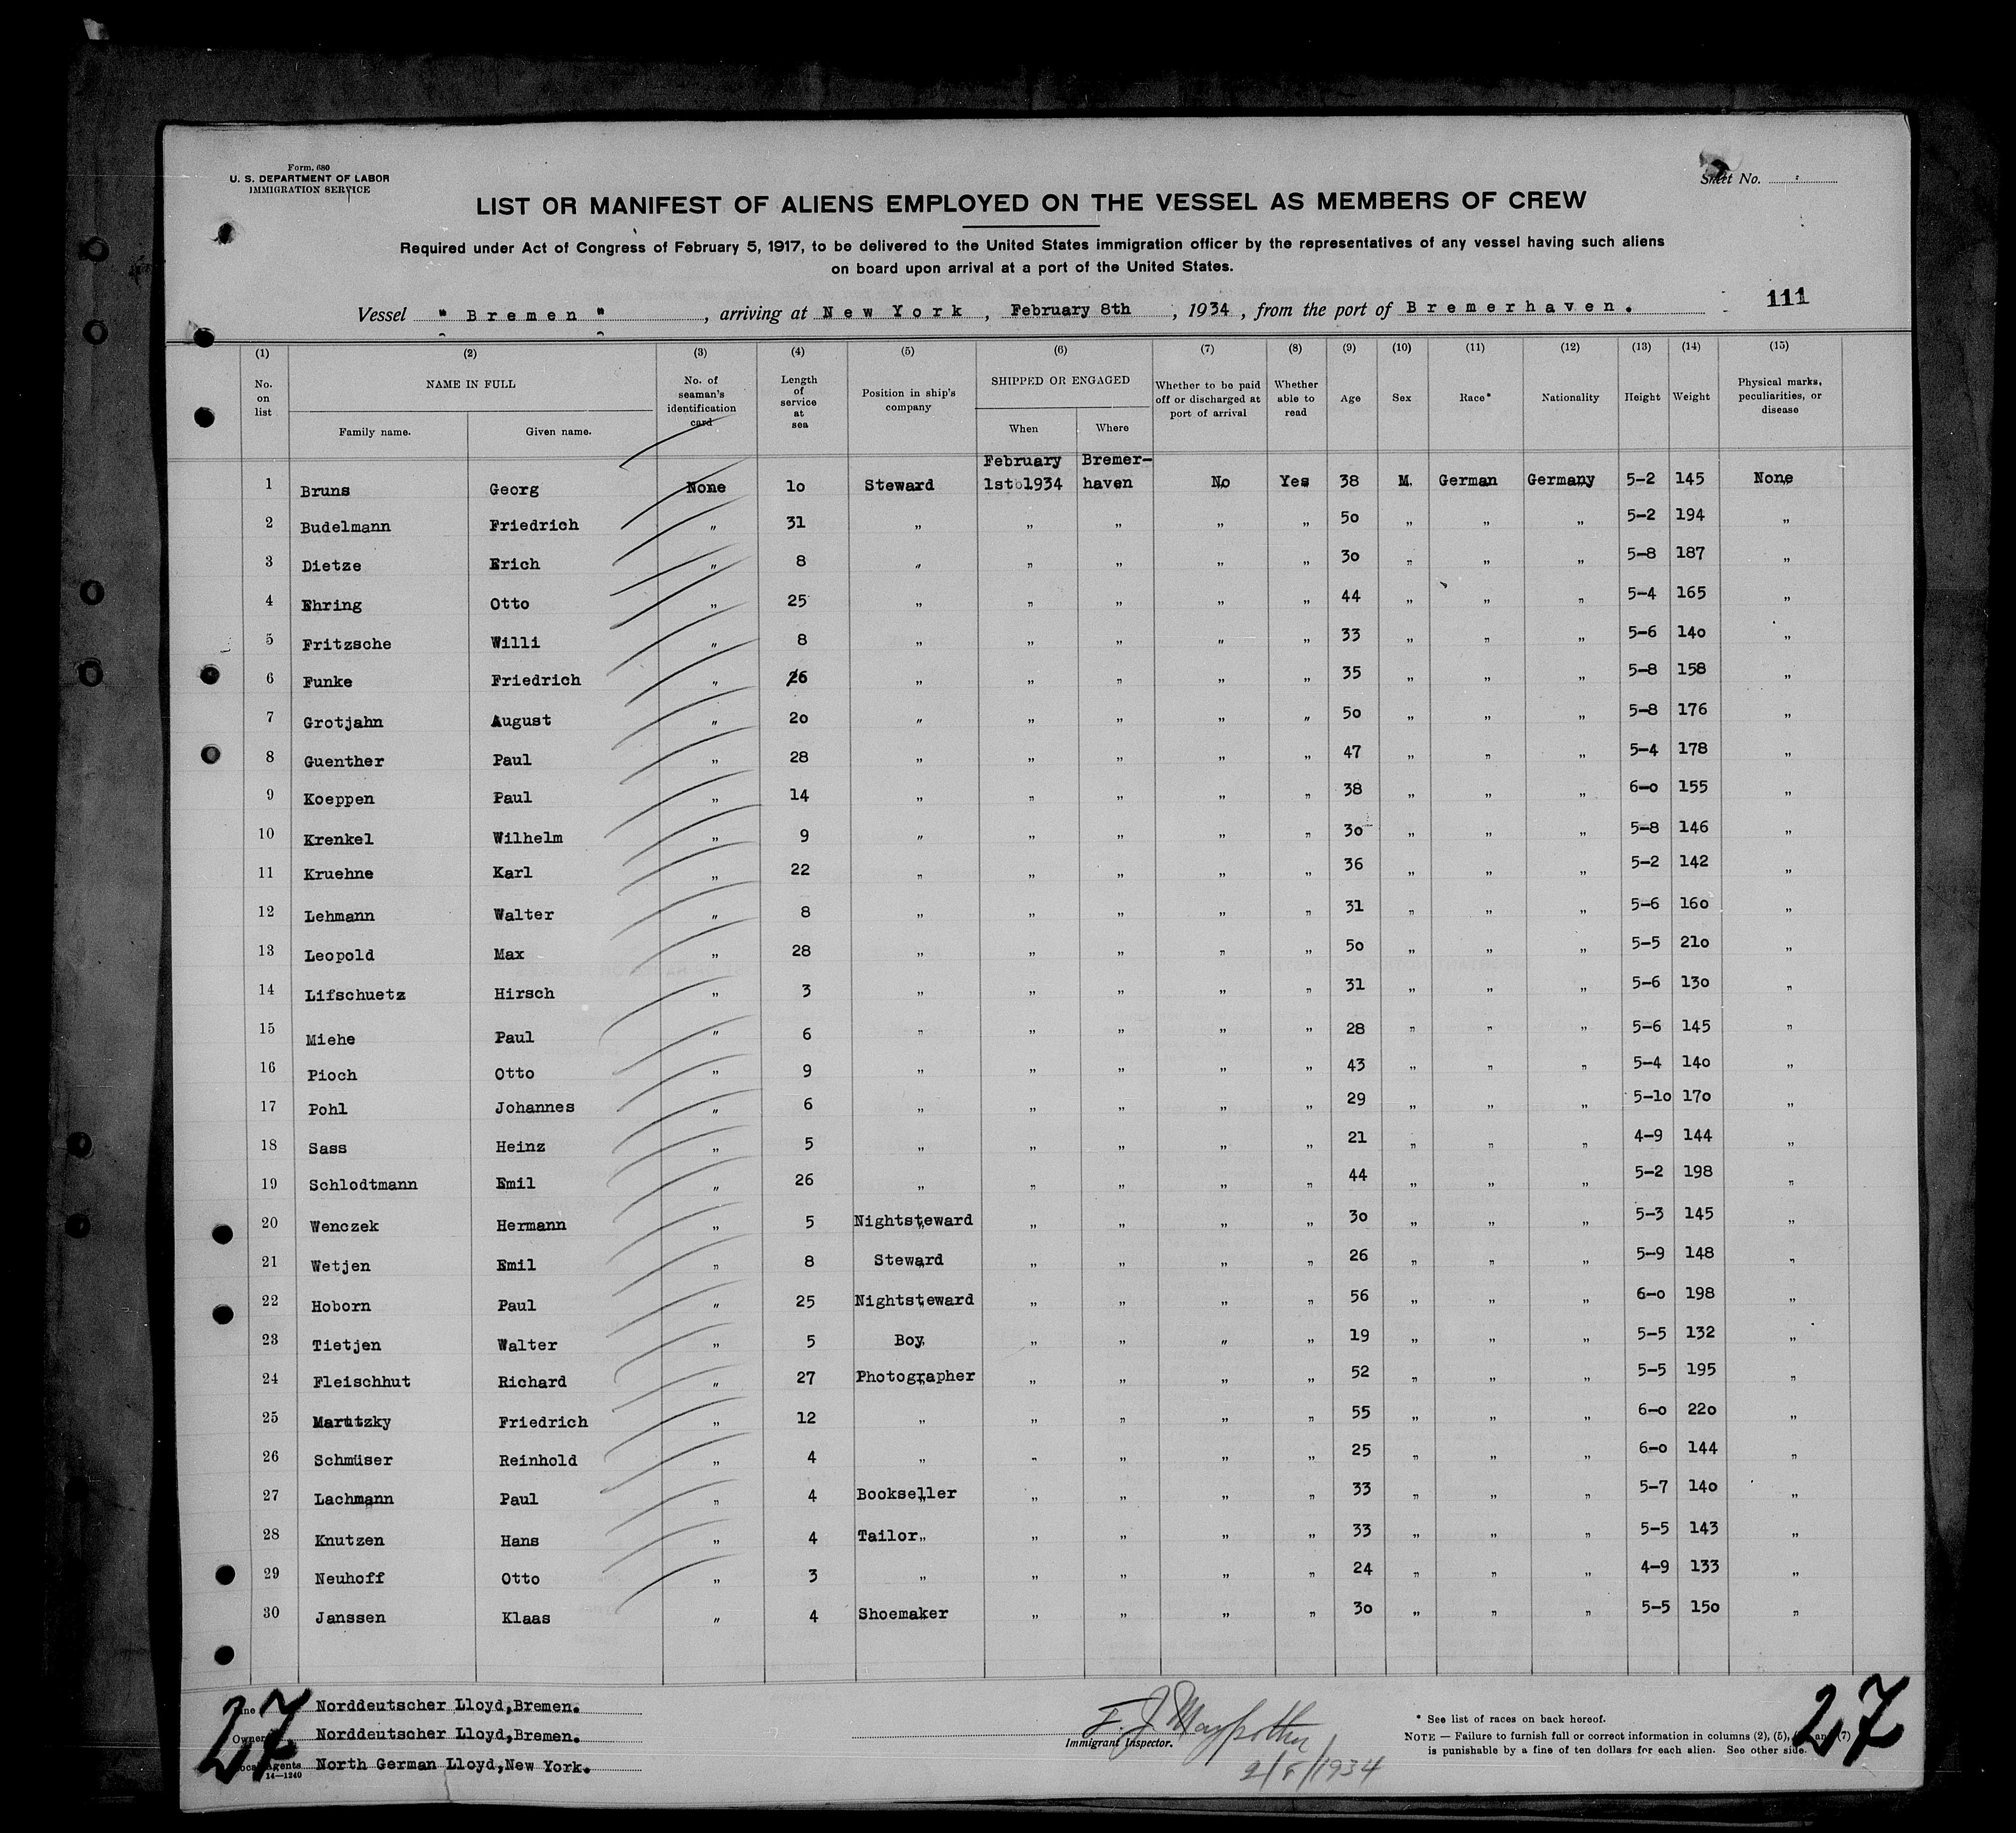 Form. 680
U. S. DEPARTMENT OF LABOR
IMMIGRATION SERVICE
Sheet No.
LIST OR MANIFEST OF ALIENS EMPLOYED ON THE VESSEL AS MEMBERS OF CREW
Required under Act of Congress of February 5, 1917, to be delivered to the United States immigration officer by the representatives of any vessel having such aliens
on board upon arrival at a port of the United States.
111
Vessel " Bremen ", arriving at New York, February 8th, 1934, from the port of Bremerhaven.
(1) (2) (3) (4) (5) (6) (7) (8) (9) (10) (11) (12) (13) (14) (15)
No. on list NAME IN FULL Family name. Given name. No. of seaman's identification card Length of service at sea Position in ship's company SHIPPED OR ENGAGED When Where Whether to be paid off or discharged at port of arrival Whether able to read Age Sex Race* Nationality Height Weight Physical marks, peculiarities, or disease
February Bremer-
1 Bruns Georg None 10 Steward 1st 1934 haven No Yes 38 M. German Germany 5-2 145 None
2 Budelmann Friedrich " 31 " " " " " 50 " " " 5-2 194 "
3 Dietze Erich " 8 " " " " " 30 " " " 5-8 187 "
4 Ehring Otto " 25 " " " " " 44 " " " 5-4 165 "
5 Fritzsche Willi " 8 " " " " " 33 " " " 5-6 140 "
6 Funke Friedrich " 26 " " " " " 35 " " " 5-8 158 "
7 Grotjahn August " 20 " " " " " 50 " " " 5-8 176 "
8 Guenther Paul " 28 " " " " " 47 " " " 5-4 178 "
9 Koeppen Paul " 14 " " " " " 38 " " " 6-0 155 "
10 Krenkel Wilhelm " 9 " " " " " 30 " " " 5-8 146 "
11 Kruehne Karl " 22 " " " " " 36 " " " 5-2 142 "
12 Lehmann Walter " 8 " " " " " 31 " " " 5-6 160 "
13 Leopold Max " 28 " " " " " 50 " " " 5-5 210 "
14 Lifschuetz Hirsch " 3 " " " " " 31 " " " 5-6 130 "
15 Miehe Paul " 6 " " " " " 28 " " " 5-6 145 "
16 Pioch Otto " 9 " " " " " 43 " " " 5-4 140 "
17 Pohl Johannes " 6 " " " " " 29 " " " 5-10 170 "
18 Sass Heinz " 5 " " " " " 21 " " " 4-9 144 "
19 Schlodtmann Emil " 26 " " " " " 44 " " " 5-2 198 "
20 Wenczek Hermann " 5 Nightsteward " " " " 30 " " " 5-3 145 "
21 Wetjen Emil " 8 Steward " " " " 26 " " " 5-9 148 "
22 Hoborn Paul " 25 Nightsteward " " " " 56 " " " 6-0 198 "
23 Tietjen Walter " 5 Boy " " " " 19 " " " 5-5 132 "
24 Fleischhut Richard " 27 Photographer " " " " 52 " " " 5-5 195 "
25 Marutzky Friedrich " 12 " " " " " 55 " " " 6-0 220 "
26 Schmüser Reinhold " 4 " " " " " 25 " " " 6-0 144 "
27 Lachmann Paul " 4 Bookseller " " " " 33 " " " 5-7 140 "
28 Knutzen Hans " 4 Tailor " " " " 33 " " " 5-5 143 "
29 Neuhoff Otto " 3 " " " " " 24 " " " 4-9 133 "
30 Janssen Klaas " 4 Shoemaker " " " " 30 " " " 5-5 150 "
27
Norddeutscher Lloyd, Bremen.
Owner Norddeutscher Lloyd, Bremen.
Local Agents North German Lloyd, New York.
14-1240
Immigrant Inspector.
2/8/1934
* See list of races on back hereof.
NOTE — Failure to furnish full or correct information in columns (2), (5), and (7)
is punishable by a fine of ten dollars for each alien. See other side.
27